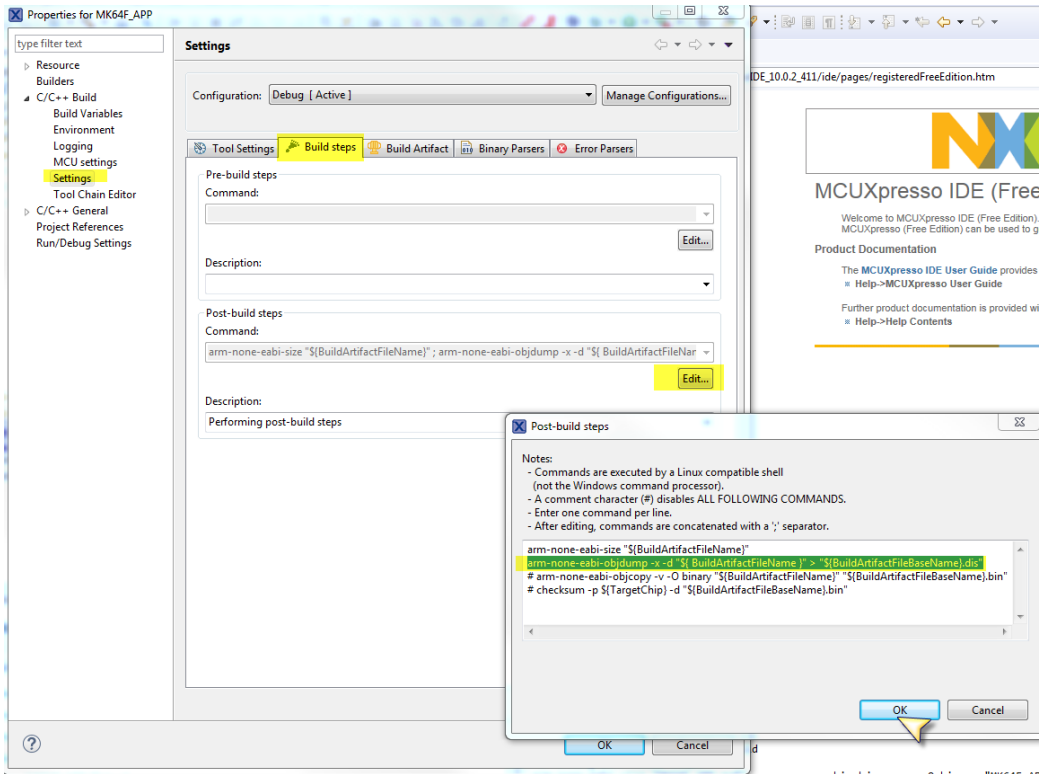 Properties for MK64F_APP
type filter text
Resource
Builders
C/C++ Build
Build Variables
Environment
Logging
MCU settings
Settings
Tool Chain Editor
C/C++ General
Project References
Run/Debug Settings
Settings
Configuration: Debug [ Active ]
Manage Configurations...
Tool Settings Build steps Build Artifact Binary Parsers Error Parsers
Pre-build steps
Command:
Edit...
Description:
Post-build steps
Command:
arm-none-eabi-size "${BuildArtifactFileName}" ; arm-none-eabi-objdump -x -d "${ BuildArtifactFileNar
Edit...
Description:
Performing post-build steps
OK Cancel
IDE_10.0.2_411/ide/pages/registeredFreeEdition.htm
NX
MCUXpresso IDE (Free
Welcome to MCUXpresso IDE (Free Edition).
MCUXpresso (Free Edition) can be used to g
Product Documentation
The MCUXpresso IDE User Guide provides
Help->MCUXpresso User Guide
Further product documentation is provided wi
Help->Help Contents
Post-build steps
Notes:
- Commands are executed by a Linux compatible shell
(not the Windows command processor).
- A comment character (#) disables ALL FOLLOWING COMMANDS.
- Enter one command per line.
- After editing, commands are concatenated with a ';' separator.
arm-none-eabi-size "${BuildArtifactFileName}"
arm-none-eabi-objdump -x -d "${ BuildArtifactFileName }" > "${BuildArtifactFileBaseName}.dis"
# arm-none-eabi-objcopy -v -O binary "${BuildArtifactFileName}" "${BuildArtifactFileBaseName}.bin"
# checksum -p ${TargetChip} -d "${BuildArtifactFileBaseName}.bin"
OK Cancel